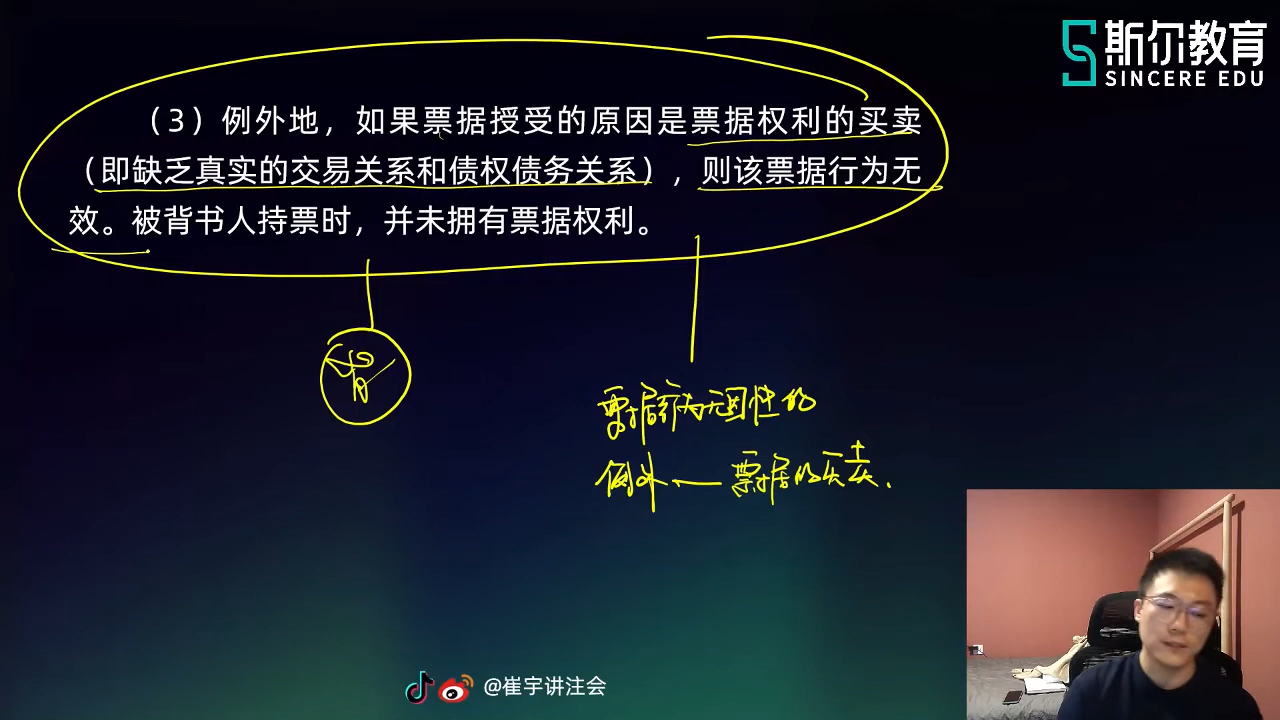 斯尔教育
SINCERE EDU
（3）例外地，如果票据授受的原因是票据权利的买卖
（即缺乏真实的交易关系和债权债务关系），则该票据行为无
效。被背书人持票时，并未拥有票据权利。
背
票据行为无因性的
例外——票据的买卖.
@崔宇讲注会